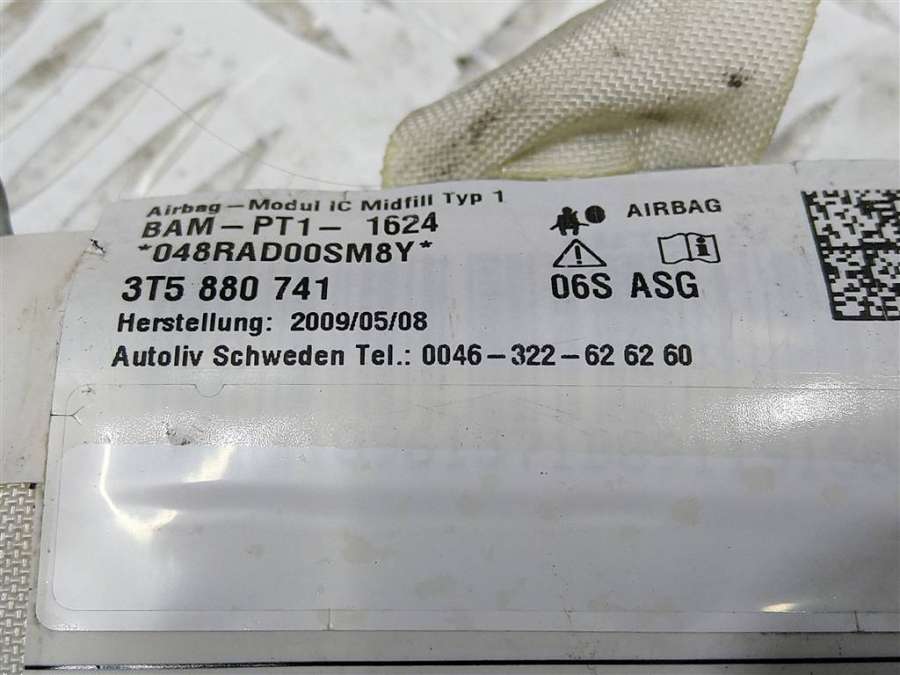 Airbag-Modul IC Midfill Typ 1
BAM-PT1- 1624
*048RAD00SM8Y*
3T5 880 741
Herstellung: 2009/05/08
Autoliv Schweden Tel.: 0046-322-62 62 60
AIRBAG
06S ASG